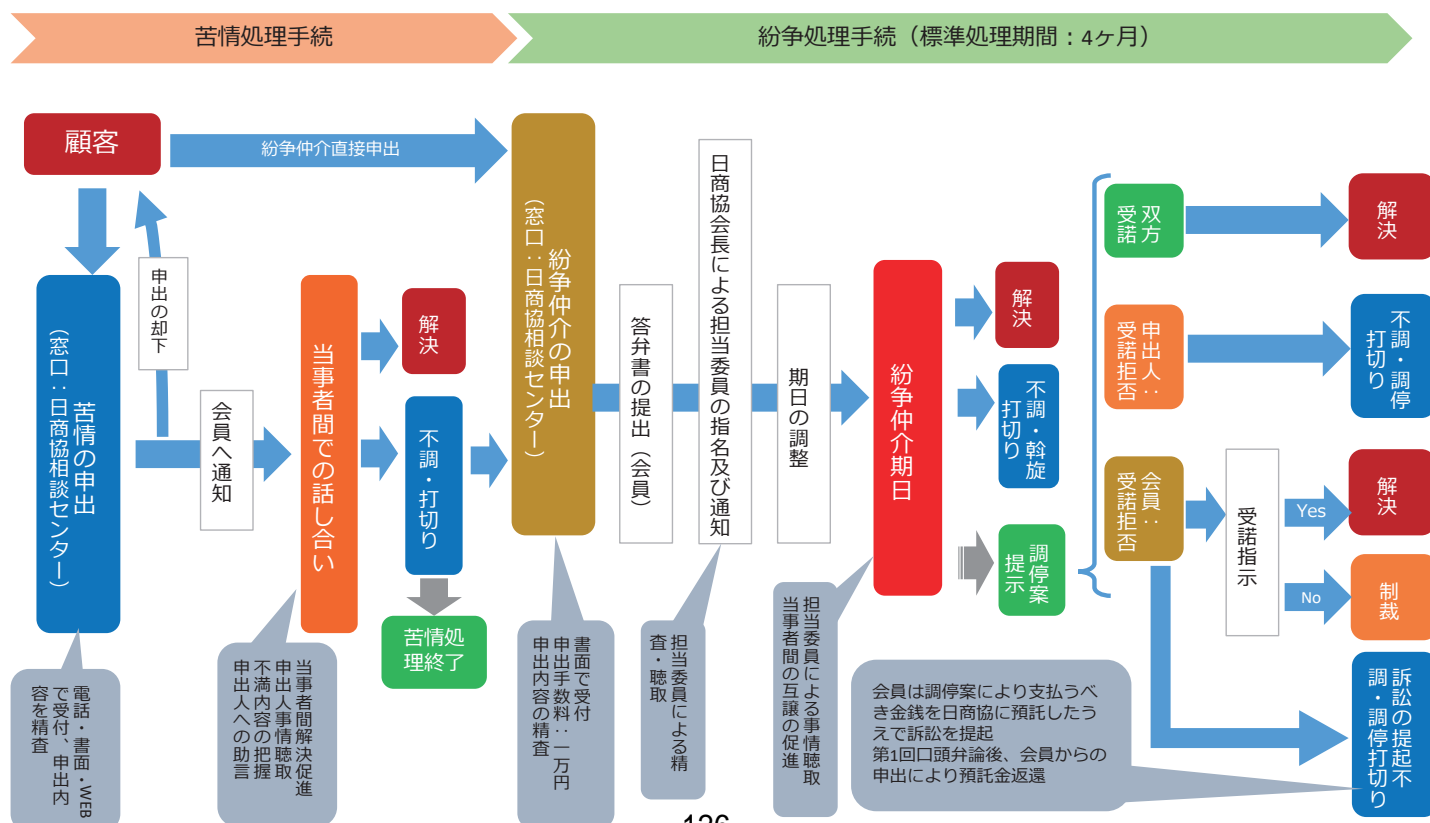 苦情処理手続
紛争処理手続（標準処理期間：4ヶ月）
顧客
紛争仲介直接申出
申出の却下
苦情の申出
（窓口：日商協相談センター）
電話・書面・WEB
で受付、申出内
容を精査
会員へ通知
当事者間での話し合い
当事者間解決促進
申出人事情聴取
不満内容の把握
申出人への助言
解決
不調・打切り
苦情処
理終了
紛争仲介の申出
（窓口：日商協相談センター）
書面で受付
申出手数料：一万円
申出内容の精査
答弁書の提出（会員）
日商協会長による担当委員の指名及び通知
担当委員による精
査・聴取
期日の調整
紛争仲介期日
担当委員による事情聴取
当事者間の互譲の促進
解決
不調・斡旋
打切り
調停案
提示
双方
受諾
解決
申出人：
受諾拒否
不調・調停
打切り
会員：
受諾拒否
受諾指示
Yes
解決
No
制裁
訴訟の提起不
調・調停打切り
会員は調停案により支払うべ
き金銭を日商協に預託したう
えで訴訟を提起
第1回口頭弁論後、会員からの
申出により預託金返還
126